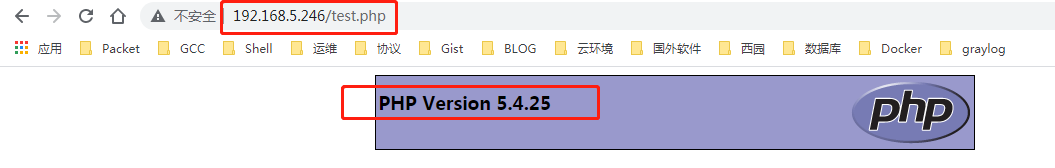 不安全 192.168.5.246/test.php
应用 Packet GCC Shell 运维 协议 Gist BLOG 云环境 国外软件 西园 数据库 Docker graylog
PHP Version 5.4.25
php